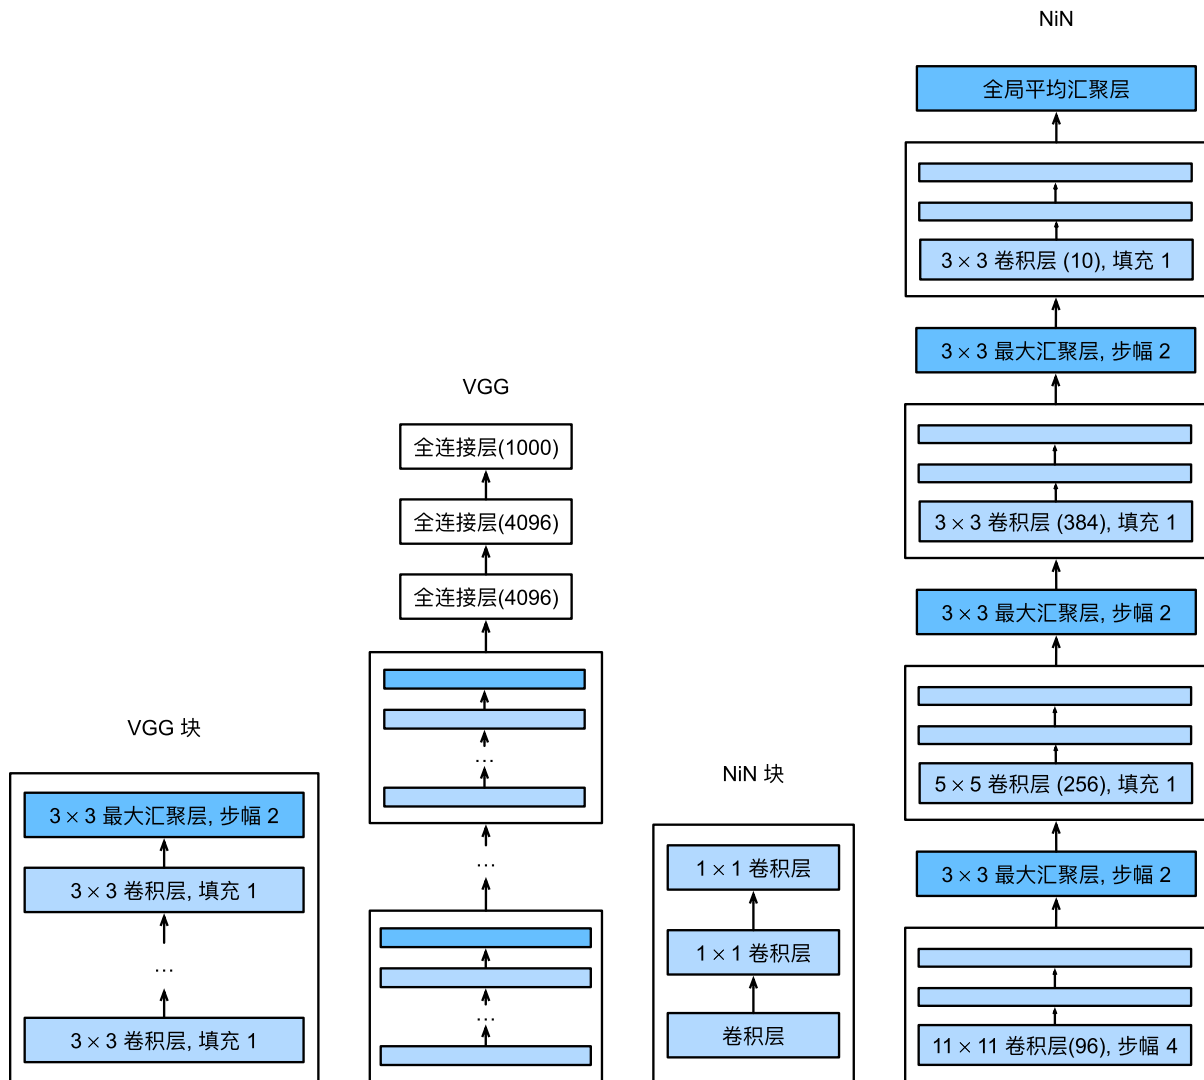 VGG 块
3 × 3 最大汇聚层, 步幅 2
3 × 3 卷积层, 填充 1
...
3 × 3 卷积层, 填充 1
VGG
全连接层(1000)
全连接层(4096)
全连接层(4096)
...
...
...
NiN 块
1 × 1 卷积层
1 × 1 卷积层
卷积层
NiN
全局平均汇聚层
3 × 3 卷积层 (10), 填充 1
3 × 3 最大汇聚层, 步幅 2
3 × 3 卷积层 (384), 填充 1
3 × 3 最大汇聚层, 步幅 2
5 × 5 卷积层 (256), 填充 1
3 × 3 最大汇聚层, 步幅 2
11 × 11 卷积层(96), 步幅 4